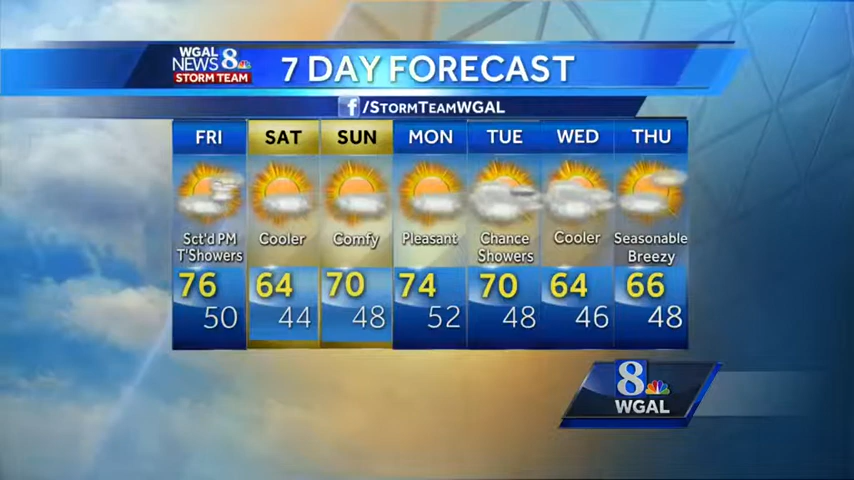 WGAL
NEWS 8
STORM TEAM
7 DAY FORECAST
f /STORMTEAMWGAL
FRI SAT SUN MON TUE WED THU
Sct'd PM T'Showers
Cooler
Comfy
Pleasant
Chance Showers
Cooler
Seasonable Breezy
76 64 70 74 70 64 66
50 44 48 52 48 46 48
8
WGAL